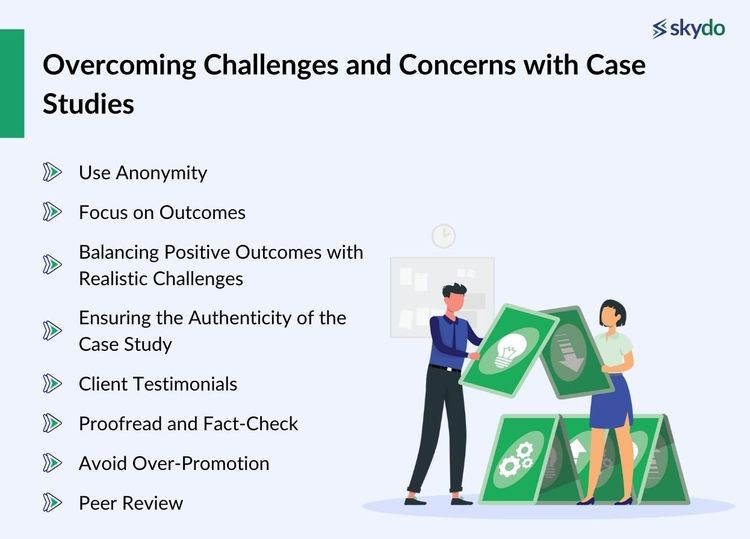 skydo
Overcoming Challenges and Concerns with Case
Studies
Use Anonymity
Focus on Outcomes
Balancing Positive Outcomes with
Realistic Challenges
Ensuring the Authenticity of the
Case Study
Client Testimonials
Proofread and Fact-Check
Avoid Over-Promotion
Peer Review